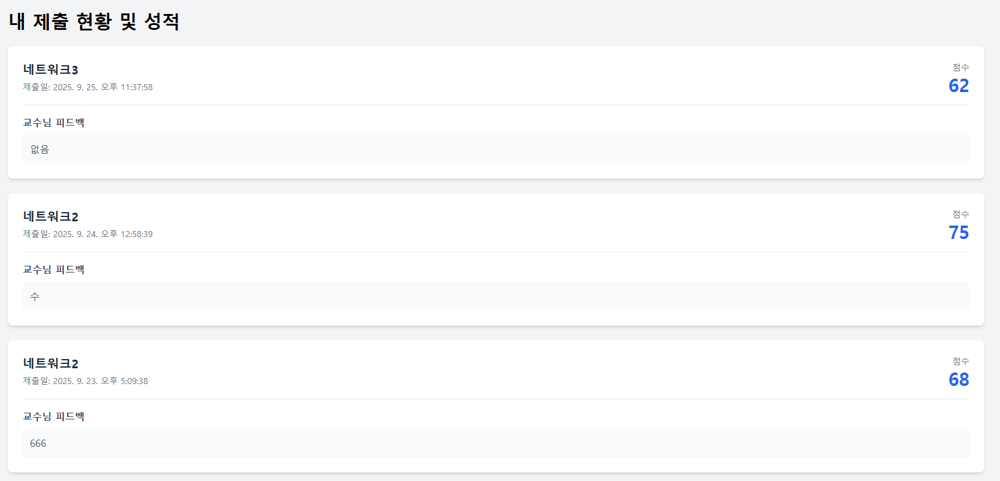 내 제출 현황 및 성적
네트워크3
제출일: 2025. 9. 25. 오후 11:37:58
점수
62
교수님 피드백
없음
네트워크2
제출일: 2025. 9. 24. 오후 12:58:39
점수
75
교수님 피드백
수
네트워크2
제출일: 2025. 9. 23. 오후 5:09:38
점수
68
교수님 피드백
666